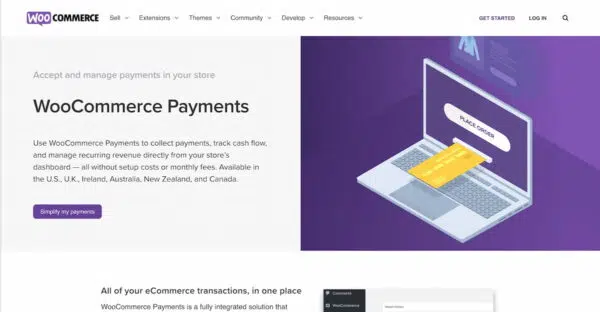 WOO COMMERCE Sell Extensions Themes Community Develop Resources GET STARTED LOG IN
Accept and manage payments in your store
WooCommerce Payments
Use WooCommerce Payments to collect payments, track cash flow,
and manage recurring revenue directly from your store's
dashboard — all without setup costs or monthly fees. Available
in the U.S., U.K., Ireland, Australia, New Zealand, and Canada.
Simplify my payments
PLACE ORDER
All of your eCommerce transactions, in one place
WooCommerce Payments is a fully integrated solution that
Comments
WooCommerce